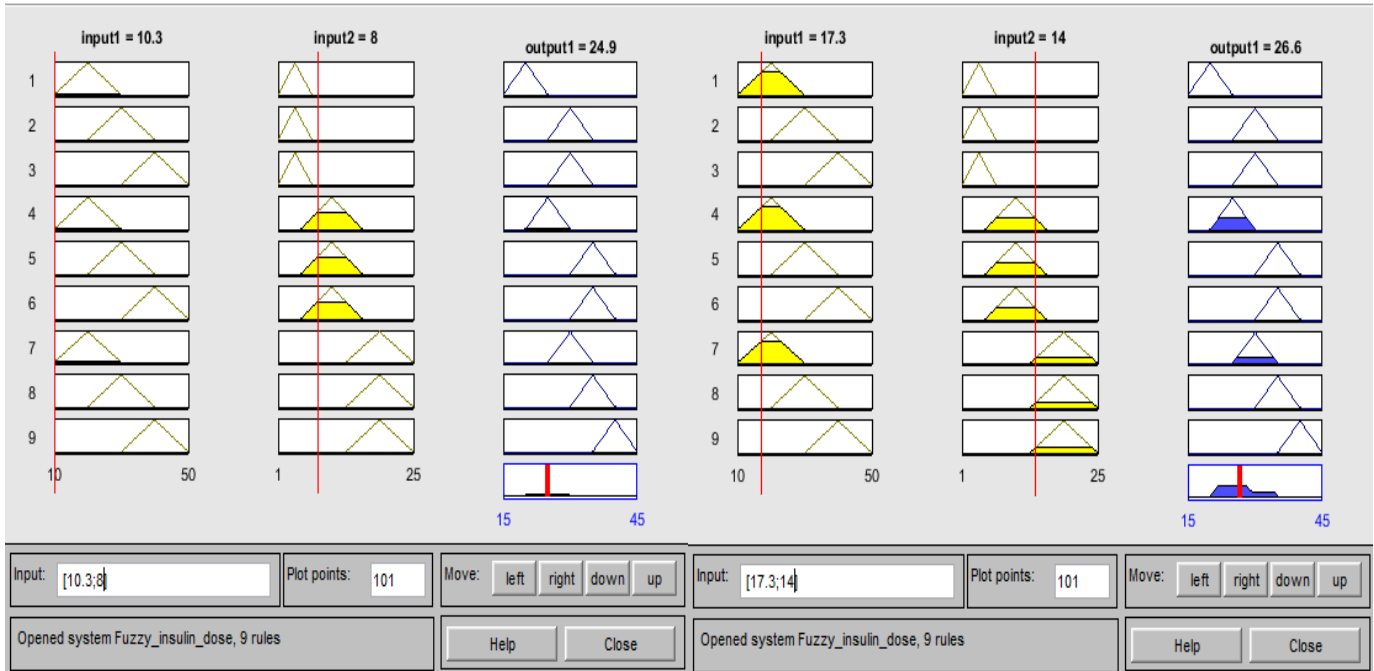 input1 = 10.3 input2 = 8 output1 = 24.9
1
2
3
4
5
6
7
8
9
10 50 1 25
15 45
Input: [10.3;8] Plot points: 101 Move: left right down up
Opened system Fuzzy_insulin_dose, 9 rules Help Close
input1 = 17.3 input2 = 14 output1 = 26.6
1
2
3
4
5
6
7
8
9
10 50 1 25
15 45
Input: [17.3;14] Plot points: 101 Move: left right down up
Opened system Fuzzy_insulin_dose, 9 rules Help Close